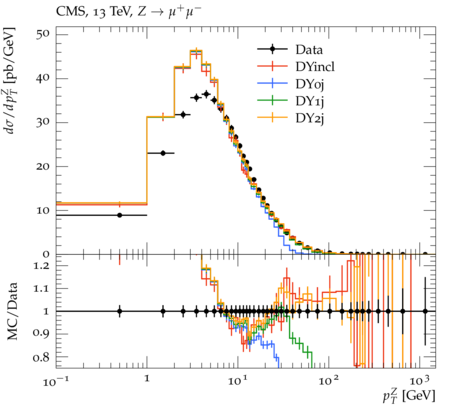 CMS, 13 TeV, Z → μ⁺μ⁻
dσ/dp_T^Z [pb/GeV]
50
40
30
20
10
0
Data
DYincl
DY0j
DY1j
DY2j
MC/Data
1.2
1.1
1
0.9
0.8
10⁻¹ 1 10¹ 10² 10³
p_T^Z [GeV]